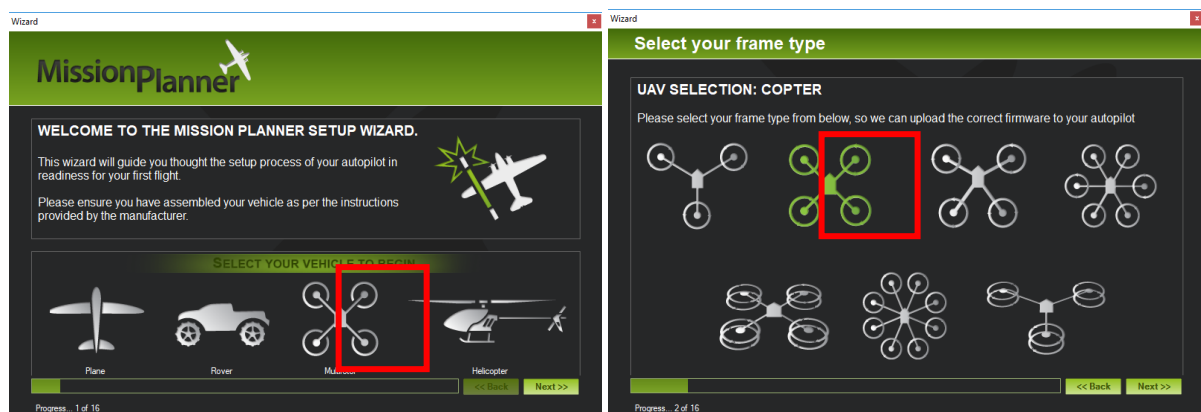 Wizard
x
MissionPlanner
WELCOME TO THE MISSION PLANNER SETUP WIZARD.
This wizard will guide you thought the setup process of your autopilot in
readiness for your first flight.
Please ensure you have assembled your vehicle as per the instructions
provided by the manufacturer.
SELECT YOUR VEHICLE TO BEGIN
Plane
Rover
Multirotor
Helicopter
<< Back
Next >>
Progress... 1 of 16
Wizard
x
Select your frame type
UAV SELECTION: COPTER
Please select your frame type from below, so we can upload the correct firmware to your autopilot
<< Back
Next >>
Progress... 2 of 16